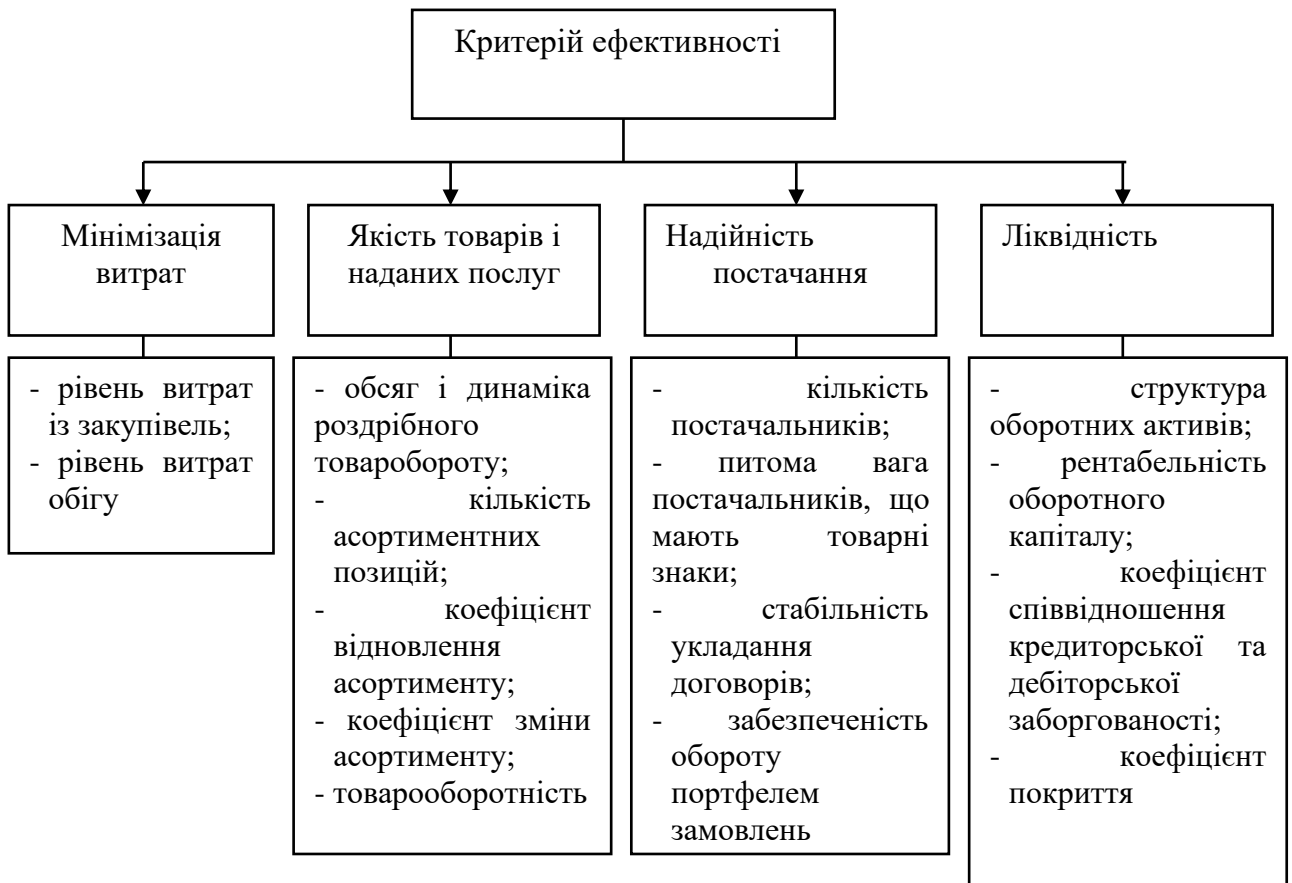 Критерій ефективності
Мінімізація
витрат
Якість товарів і
наданих послуг
Надійність
постачання
Ліквідність
- рівень витрат
із закупівель;
- рівень витрат
обігу
- обсяг і динаміка
роздрібного
товаробороту;
- кількість
асортиментних
позицій;
- коефіцієнт
відновлення
асортименту;
- коефіцієнт зміни
асортименту;
- товарооборотність
- кількість
постачальників;
- питома вага
постачальників, що
мають товарні
знаки;
- стабільність
укладання
договорів;
- забезпеченість
обороту
портфелем
замовлень
- структура
оборотних активів;
- рентабельність
оборотного
капіталу;
- коефіцієнт
співвідношення
кредиторської та
дебіторської
заборгованості;
- коефіцієнт
покриття